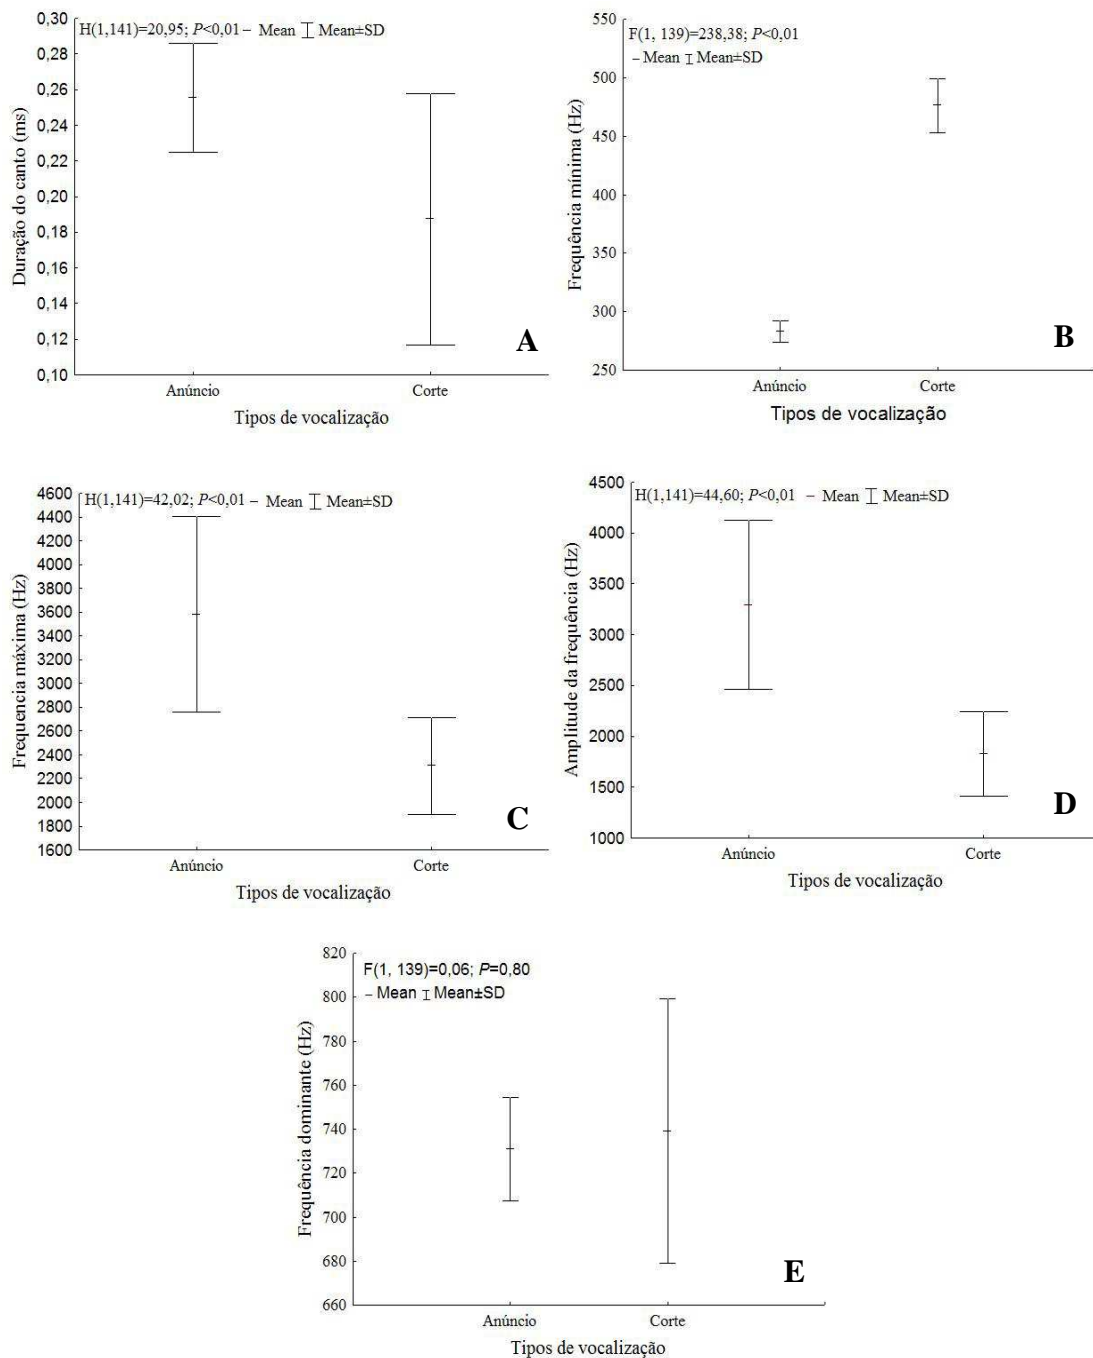 H(1,141)=20,95; P<0,01 – Mean ⌶ Mean±SD
Duração do canto (ms)
0,30
0,28
0,26
0,24
0,22
0,20
0,18
0,16
0,14
0,12
0,10
Anúncio Corte
Tipos de vocalização
A
F(1, 139)=238,38; P<0,01
– Mean ⌶ Mean±SD
Frequência mínima (Hz)
550
500
450
400
350
300
250
Anúncio Corte
Tipos de vocalização
B
H(1,141)=42,02; P<0,01 – Mean ⌶ Mean±SD
Frequencia máxima (Hz)
4600
4400
4200
4000
3800
3600
3400
3200
3000
2800
2600
2400
2200
2000
1800
1600
Anúncio Corte
Tipos de vocalização
C
H(1,141)=44,60; P<0,01 – Mean ⌶ Mean±SD
Amplitude da frequência (Hz)
4500
4000
3500
3000
2500
2000
1500
1000
Anúncio Corte
Tipos de vocalização
D
F(1, 139)=0,06; P=0,80
– Mean ⌶ Mean±SD
Frequência dominante (Hz)
820
800
780
760
740
720
700
680
660
Anúncio Corte
Tipos de vocalização
E